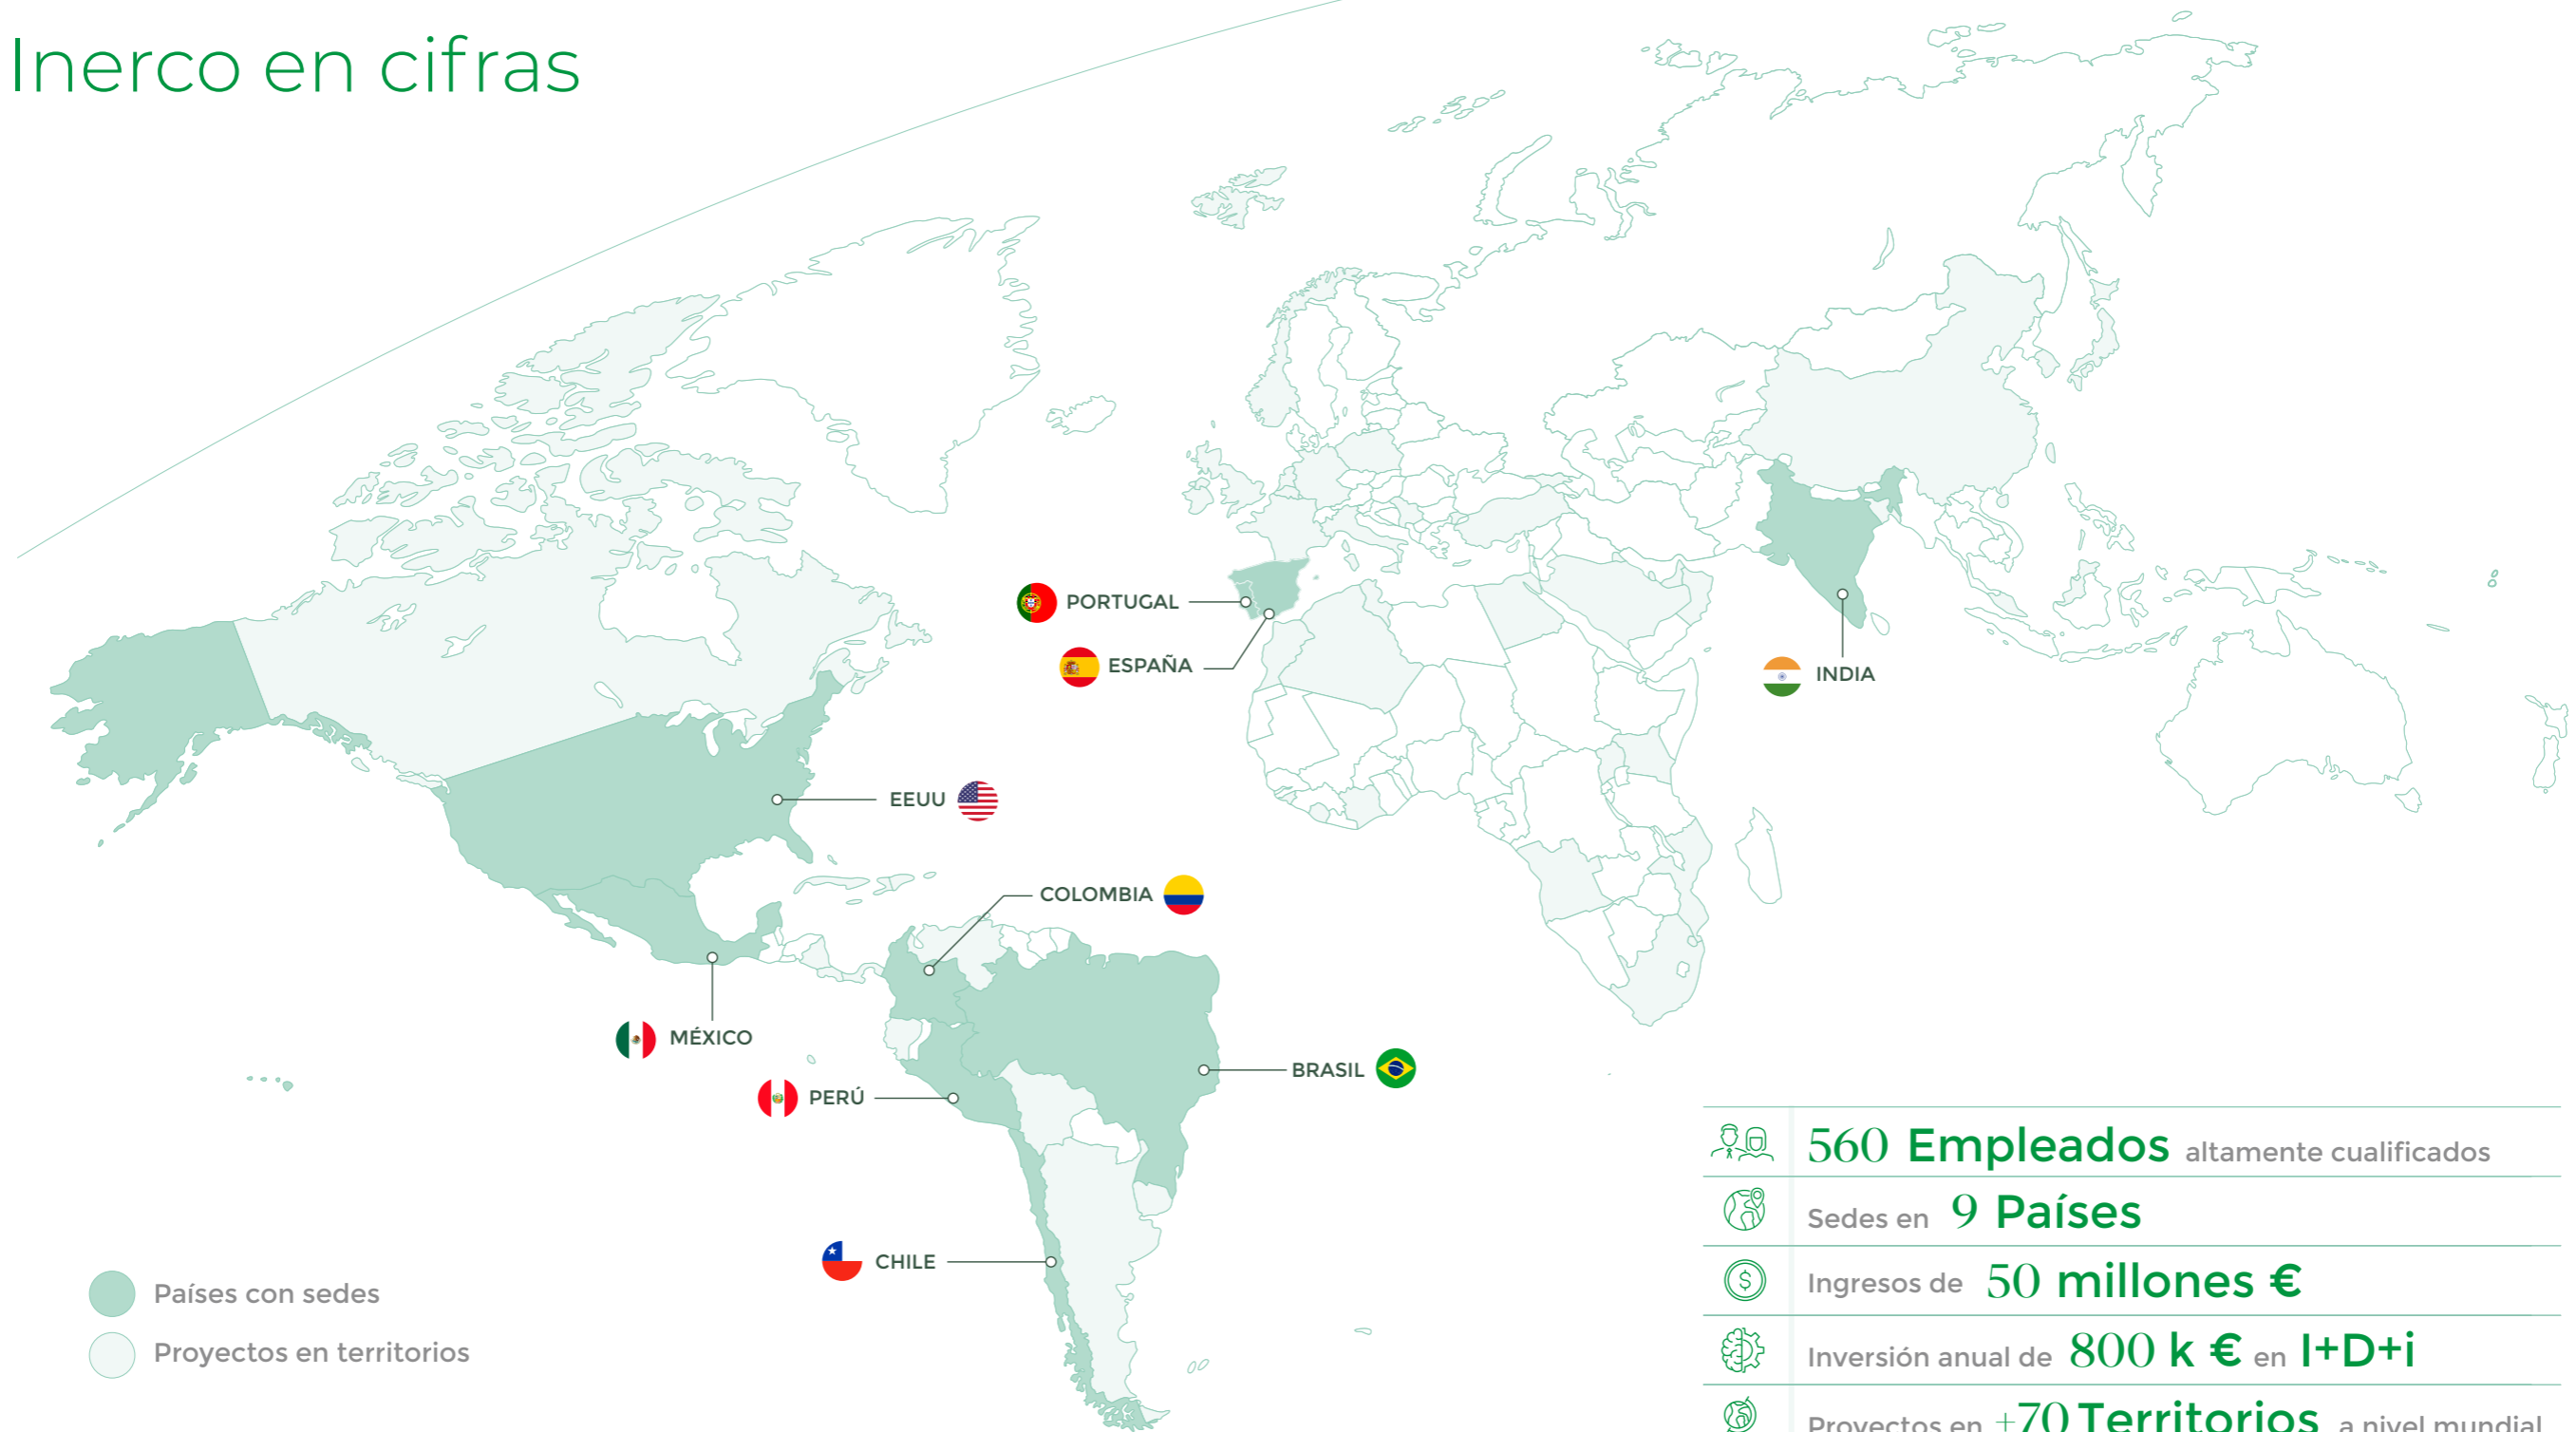 Inerco en cifras
PORTUGAL
ESPAÑA
INDIA
EEUU
COLOMBIA
MÉXICO
PERÚ
BRASIL
CHILE
Países con sedes
Proyectos en territorios
560 Empleados altamente cualificados
Sedes en 9 Países
$
Ingresos de 50 millones €
Inversión anual de 800 k € en I+D+i
Proyectos en +70 Territorios a nivel mundial